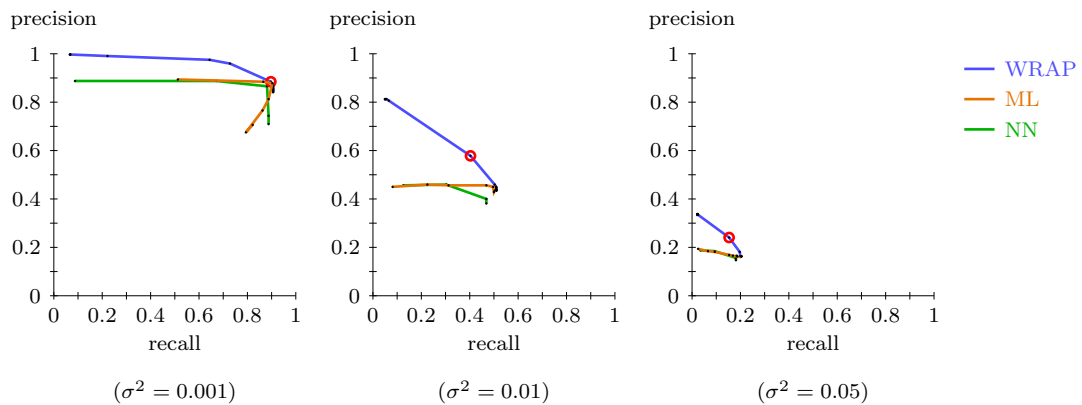 precision precision precision
1 1 1
0.8 0.8 0.8
0.6 0.6 0.6
0.4 0.4 0.4
0.2 0.2 0.2
0 0 0
0 0.2 0.4 0.6 0.8 1 0 0.2 0.4 0.6 0.8 1 0 0.2 0.4 0.6 0.8 1
recall recall recall
(σ² = 0.001) (σ² = 0.01) (σ² = 0.05)
WRAP
ML
NN